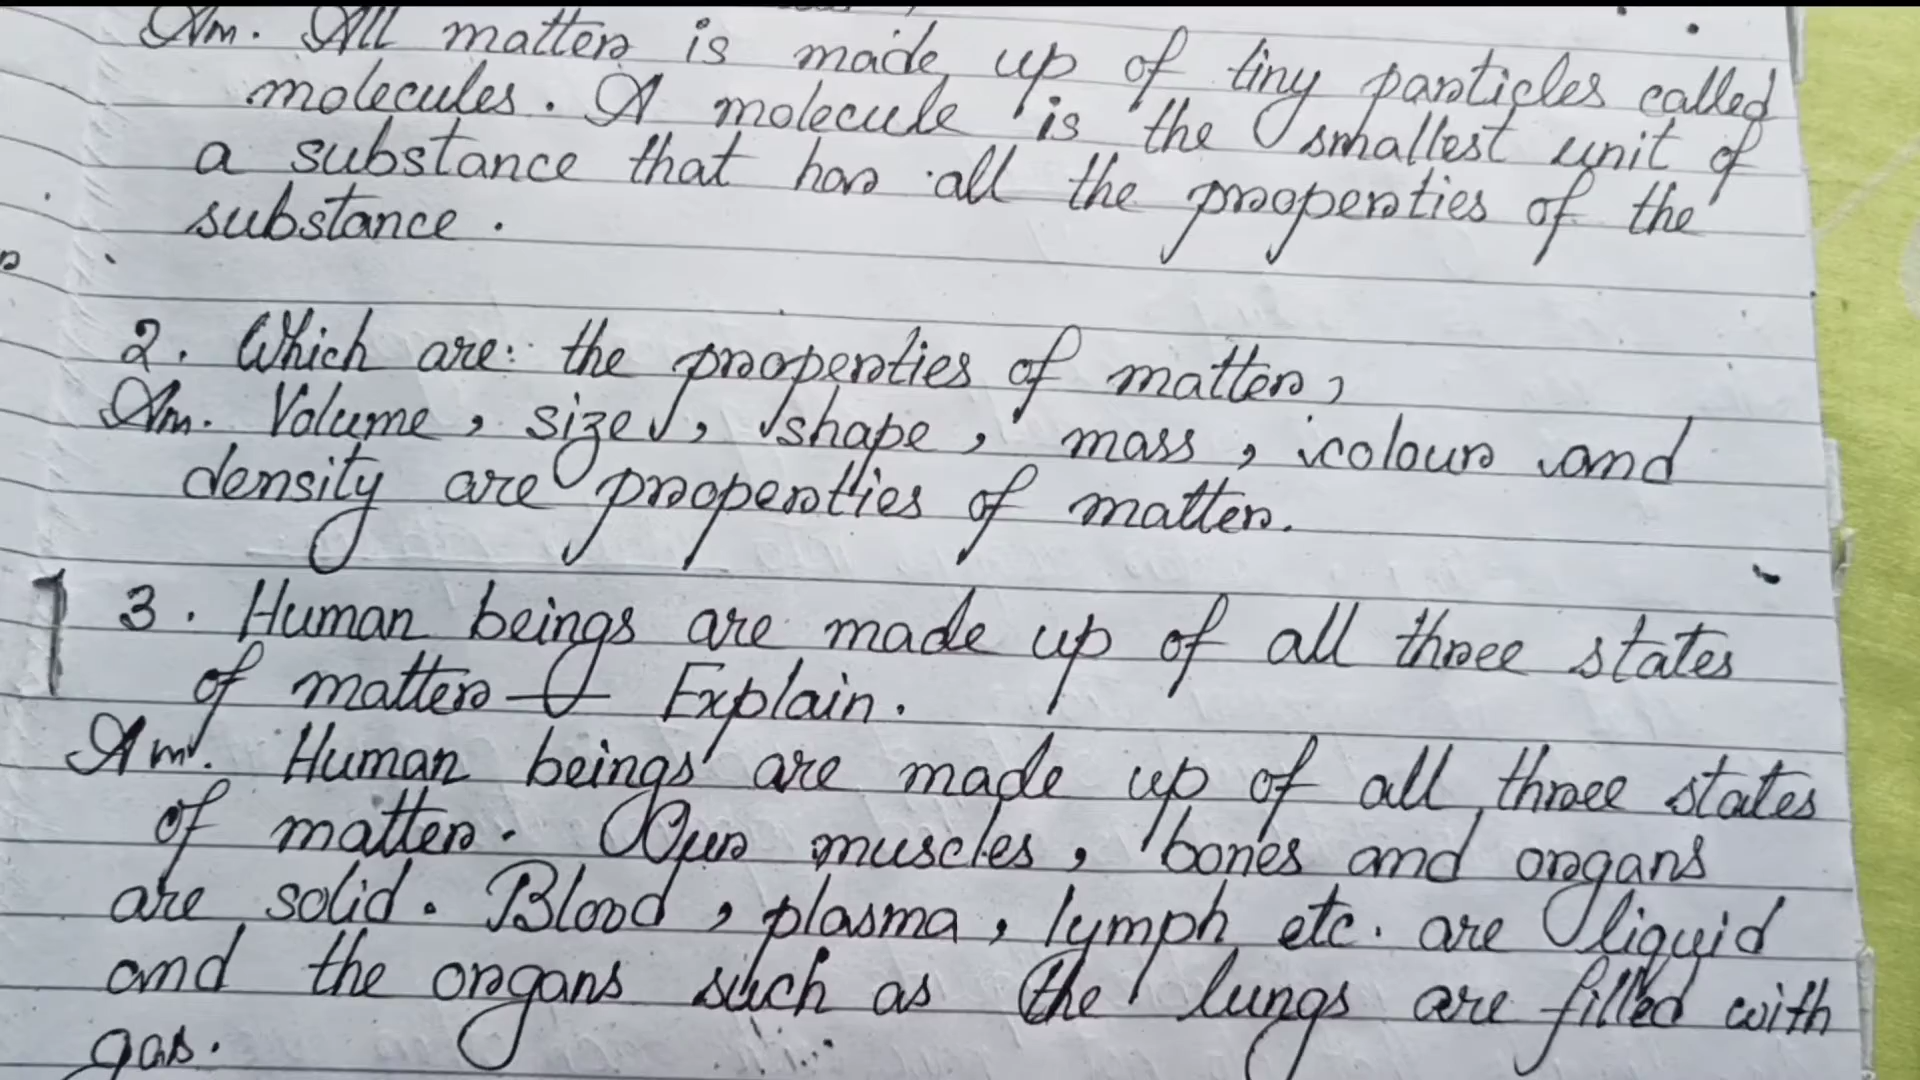 Ans. All matter is made up of tiny particles called
molecules. A molecule is the smallest unit of
a substance that has all the properties of the
substance.
2. Which are the properties of matter?
Ans. Volume, size, shape, mass, colour and
density are properties of matter.
3. Human beings are made up of all three states
of matter - Explain.
Ans. Human beings are made up of all three states
of matter. Our muscles, bones and organs
are solid. Blood, plasma, lymph etc. are liquid
and the organs such as the lungs are filled with
gas.